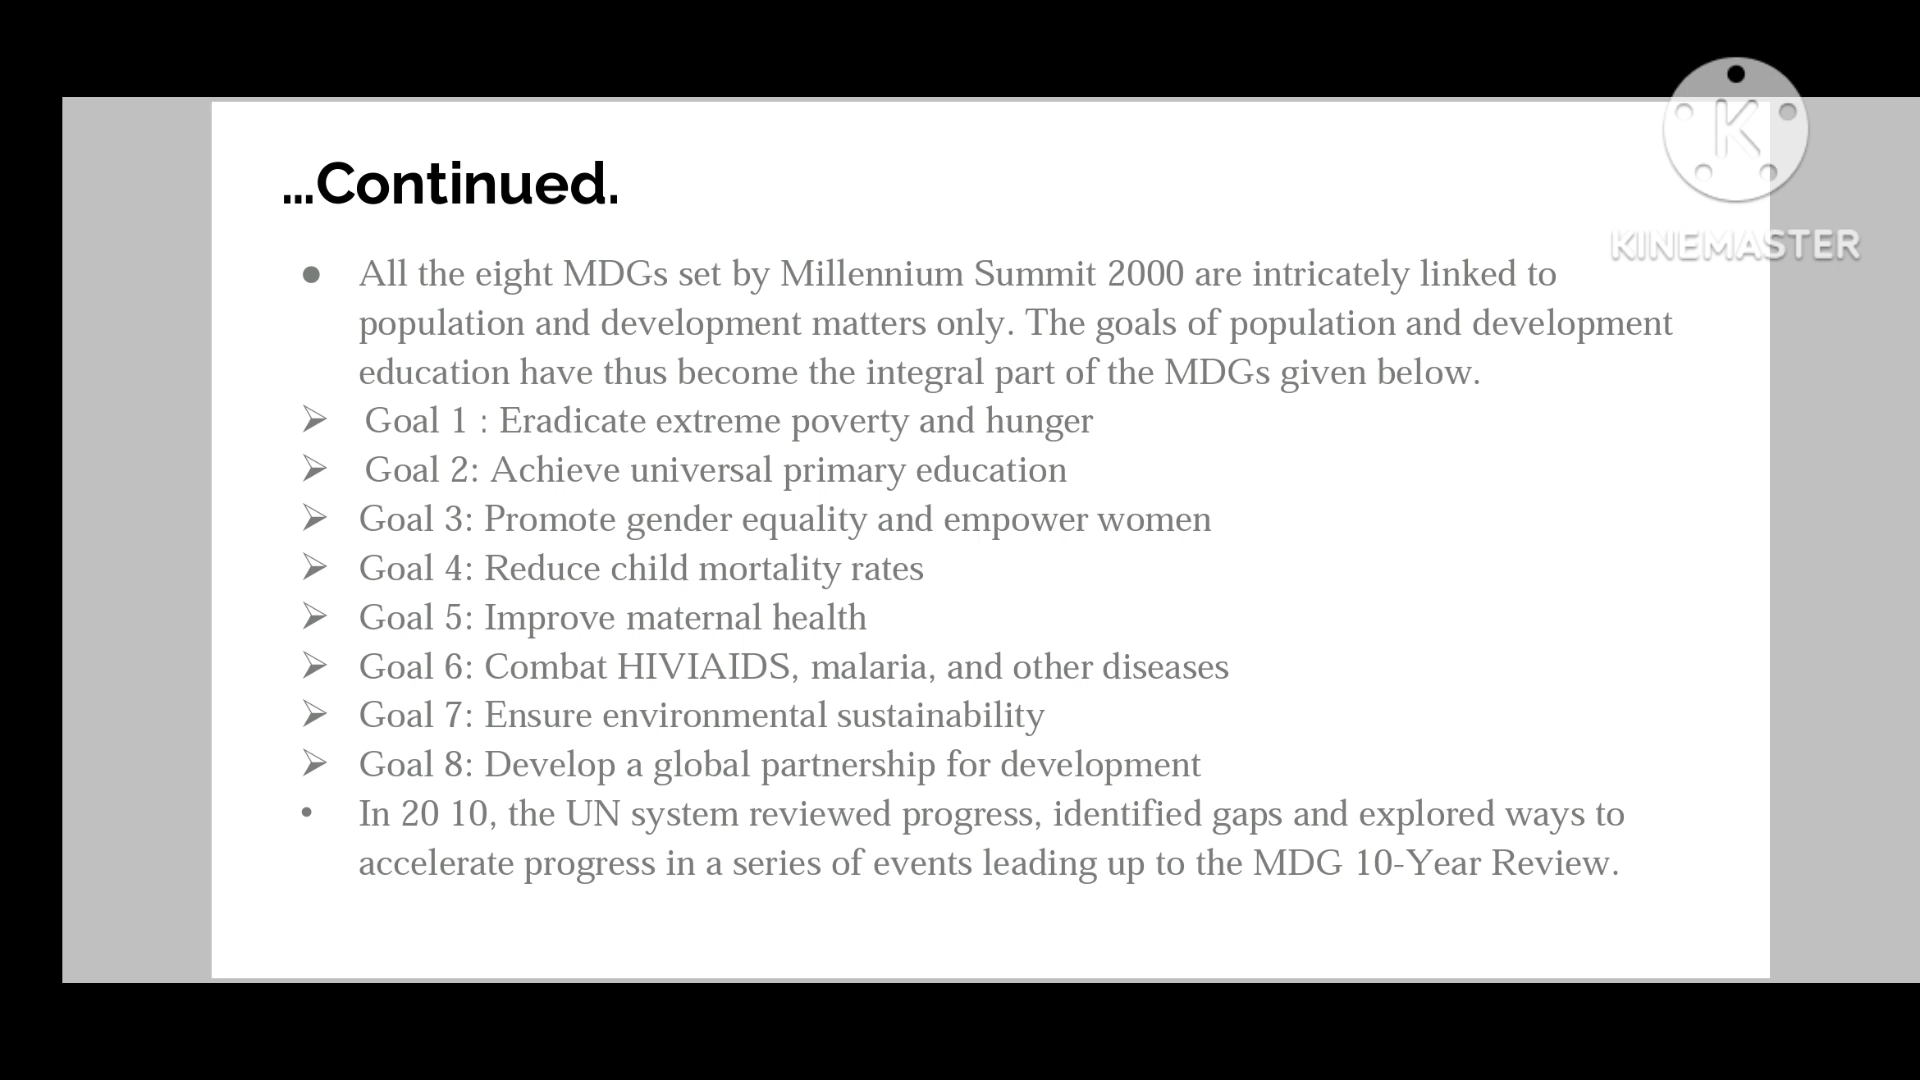 ...Continued.
● All the eight MDGs set by Millennium Summit 2000 are intricately linked to
population and development matters only. The goals of population and development
education have thus become the integral part of the MDGs given below.
➢ Goal 1 : Eradicate extreme poverty and hunger
➢ Goal 2: Achieve universal primary education
➢ Goal 3: Promote gender equality and empower women
➢ Goal 4: Reduce child mortality rates
➢ Goal 5: Improve maternal health
➢ Goal 6: Combat HIVIAIDS, malaria, and other diseases
➢ Goal 7: Ensure environmental sustainability
➢ Goal 8: Develop a global partnership for development
• In 20 10, the UN system reviewed progress, identified gaps and explored ways to
accelerate progress in a series of events leading up to the MDG 10-Year Review.
K
KINEMASTER